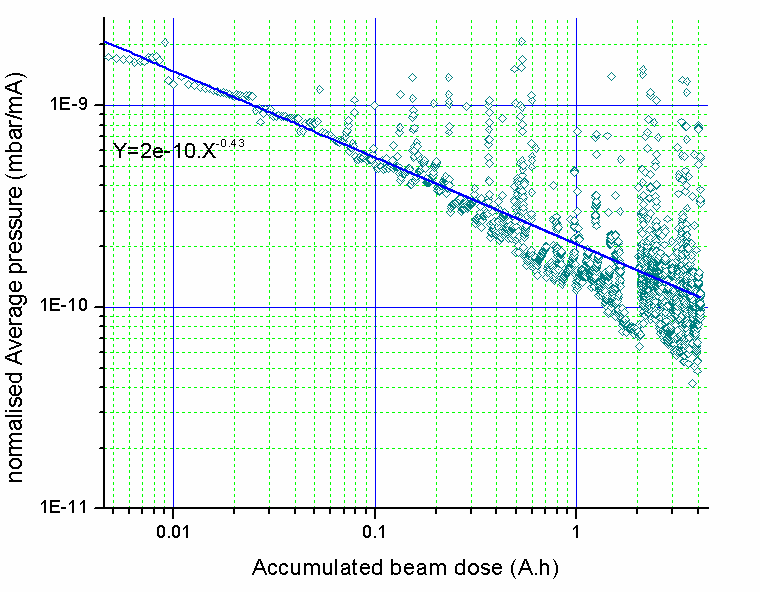 normalised Average pressure (mbar/mA)
1E-9
Y=2e-10.X^-0.43
1E-10
1E-11
0.01 0.1 1
Accumulated beam dose (A.h)